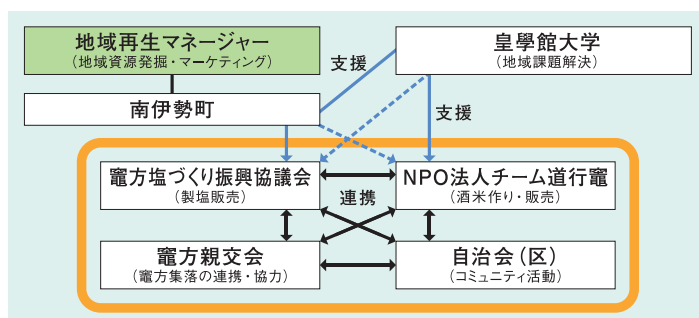 地域再生マネージャー
(地域資源発掘・マーケティング)
皇學館大学
(地域課題解決)
支援
南伊勢町
支援
竈方塩づくり振興協議会
(製塩販売)
NPO法人チーム道行竈
(酒米作り・販売)
連携
竈方親交会
(竈方集落の連携・協力)
自治会(区)
(コミュニティ活動)